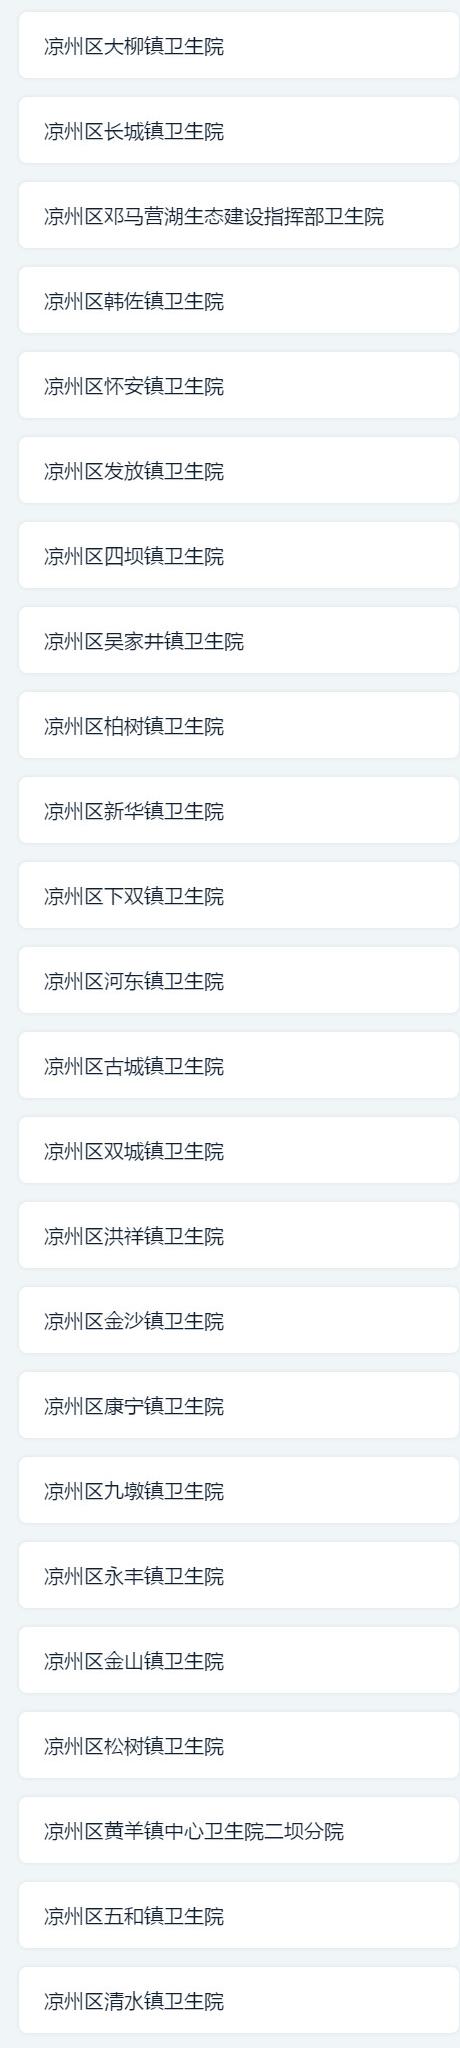 凉州区大柳镇卫生院
凉州区长城镇卫生院
凉州区邓马营湖生态建设指挥部卫生院
凉州区韩佐镇卫生院
凉州区怀安镇卫生院
凉州区发放镇卫生院
凉州区四坝镇卫生院
凉州区吴家井镇卫生院
凉州区柏树镇卫生院
凉州区新华镇卫生院
凉州区下双镇卫生院
凉州区河东镇卫生院
凉州区古城镇卫生院
凉州区双城镇卫生院
凉州区洪祥镇卫生院
凉州区金沙镇卫生院
凉州区康宁镇卫生院
凉州区九墩镇卫生院
凉州区永丰镇卫生院
凉州区金山镇卫生院
凉州区松树镇卫生院
凉州区黄羊镇中心卫生院二坝分院
凉州区五和镇卫生院
凉州区清水镇卫生院